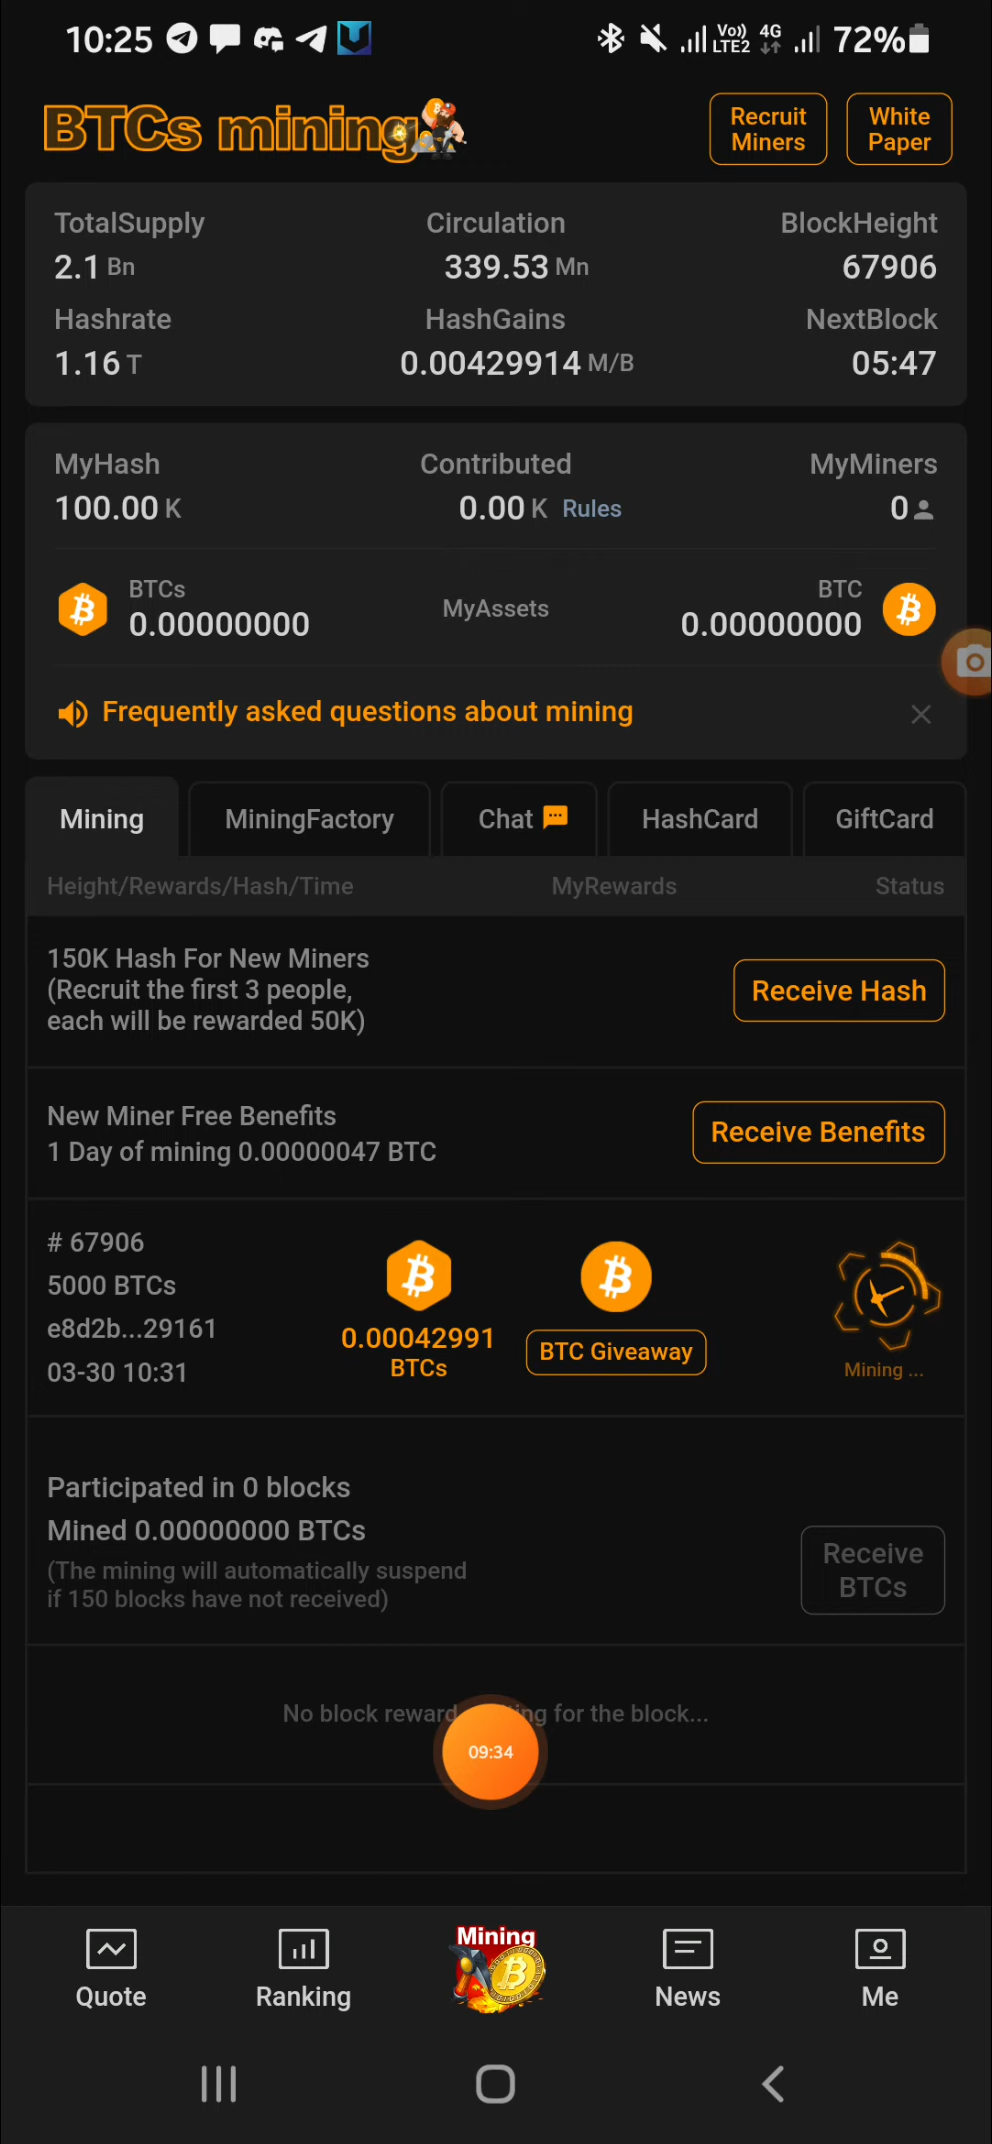 10:25 Vo)) LTE2 4G 72%
BTCs mining
Recruit Miners
White Paper
TotalSupply Circulation BlockHeight
2.1 Bn 339.53 Mn 67906
Hashrate HashGains NextBlock
1.16 T 0.00429914 M/B 05:47
MyHash Contributed MyMiners
100.00 K 0.00 K Rules 0
BTCs MyAssets BTC
0.00000000 0.00000000
Frequently asked questions about mining
Mining MiningFactory Chat HashCard GiftCard
Height/Rewards/Hash/Time MyRewards Status
150K Hash For New Miners
(Recruit the first 3 people,
each will be rewarded 50K)
Receive Hash
New Miner Free Benefits
1 Day of mining 0.00000047 BTC
Receive Benefits
# 67906
5000 BTCs
e8d2b...29161
03-30 10:31
0.00042991
BTCs
BTC Giveaway
Mining ...
Participated in 0 blocks
Mined 0.00000000 BTCs
(The mining will automatically suspend
if 150 blocks have not received)
Receive
BTCs
No block reward for the block...
09:34
Mining
Quote Ranking News Me